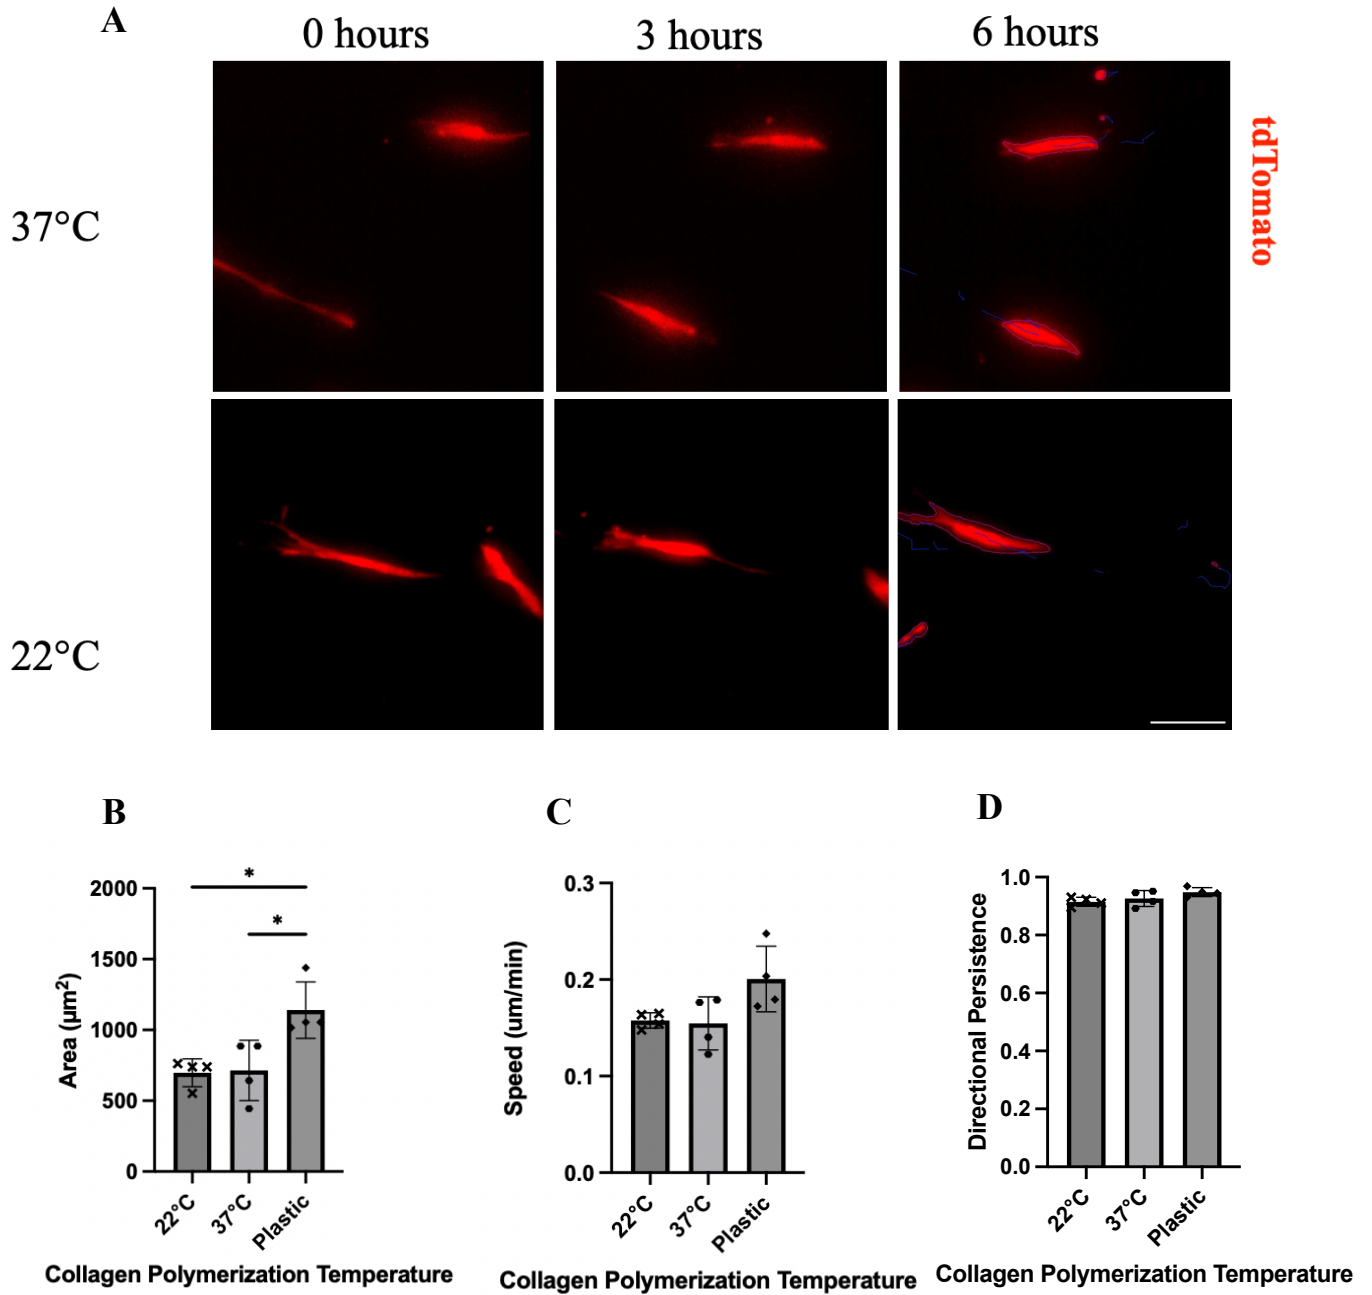 A
0 hours
3 hours
6 hours
37°C
tdTomato
22°C
B
Area (µm²)
2000
1500
1000
500
0
*
*
22°C
37°C
Plastic
Collagen Polymerization Temperature
C
Speed (um/min)
0.3
0.2
0.1
0.0
22°C
37°C
Plastic
Collagen Polymerization Temperature
D
Directional Persistence
1.0
0.8
0.6
0.4
0.2
0.0
22°C
37°C
Plastic
Collagen Polymerization Temperature